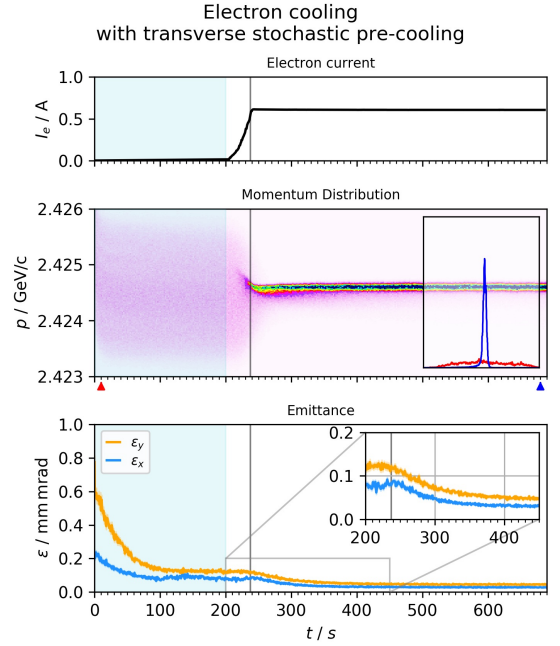 Electron cooling
with transverse stochastic pre-cooling
Electron current
1.0
0.5
0.0
I_e / A
Momentum Distribution
2.426
2.425
2.424
2.423
p / GeV/c
Emittance
1.0
0.8
0.6
0.4
0.2
0.0
ε / mm mrad
ε_y
ε_x
0.2
0.1
0.0
200 300 400
0 100 200 300 400 500 600
t / s